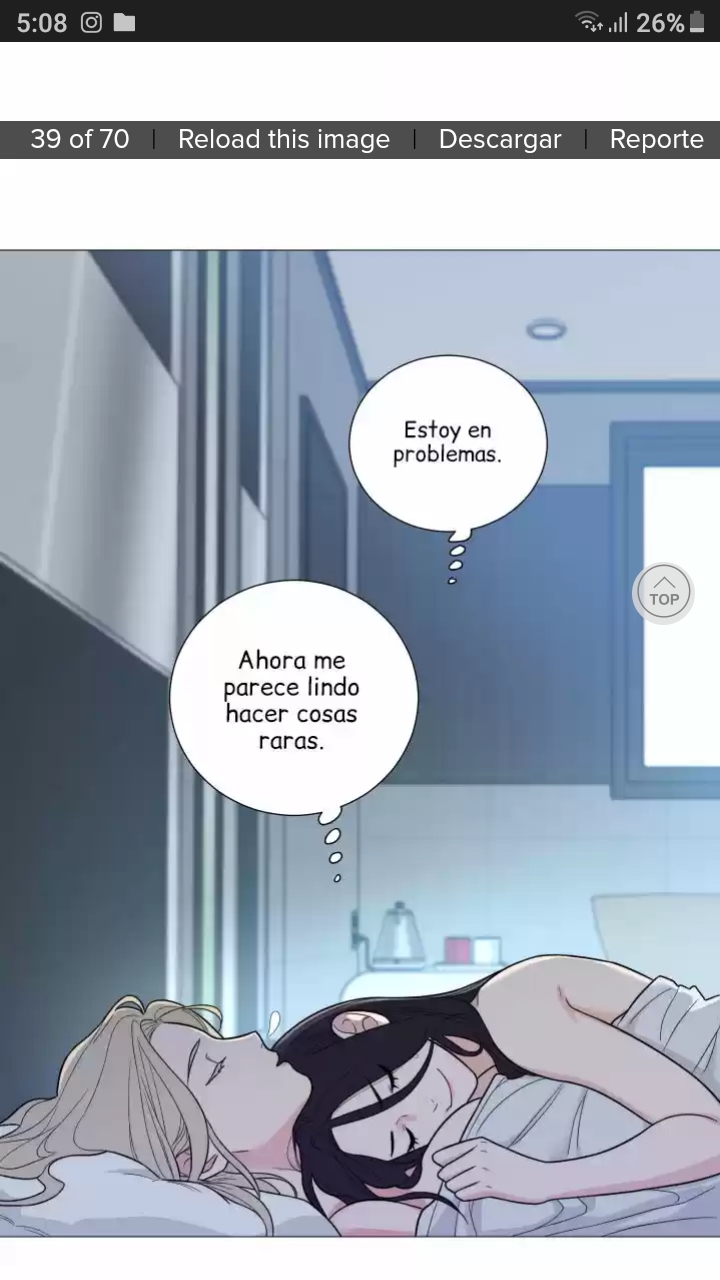 5:08 26%
39 of 70 | Reload this image | Descargar | Reporte
Estoy en
problemas.
TOP
Ahora me
parece lindo
hacer cosas
raras.